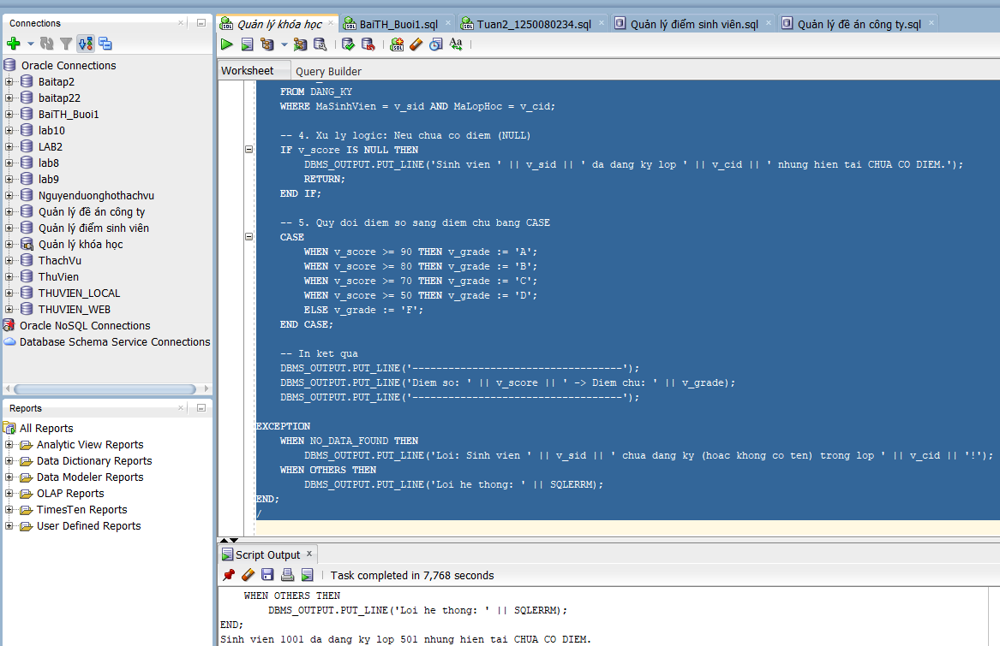 Connections
Oracle Connections
Baitap2
baitap22
BaiTH_Buoi1
lab10
LAB2
lab8
lab9
Nguyenduonghothachvu
Quản lý đề án công ty
Quản lý điểm sinh viên
Quản lý khóa học
ThachVu
ThuVien
THUVIEN_LOCAL
THUVIEN_WEB
Oracle NoSQL Connections
Database Schema Service Connections
Reports
All Reports
Analytic View Reports
Data Dictionary Reports
Data Modeler Reports
OLAP Reports
TimesTen Reports
User Defined Reports
Quản lý khóa học
BaiTH_Buoi1.sql
Tuan2_1250080234.sql
Quản lý điểm sinh viên.sql
Quản lý đề án công ty.sql
Worksheet
Query Builder
FROM DANG_KY
WHERE MaSinhVien = v_sid AND MaLopHoc = v_cid;
-- 4. Xu ly logic: Neu chua co diem (NULL)
IF v_score IS NULL THEN
DBMS_OUTPUT.PUT_LINE('Sinh vien ' || v_sid || ' da dang ky lop ' || v_cid || ' nhung hien tai CHUA CO DIEM.');
RETURN;
END IF;
-- 5. Quy doi diem so sang diem chu bang CASE
CASE
WHEN v_score >= 90 THEN v_grade := 'A';
WHEN v_score >= 80 THEN v_grade := 'B';
WHEN v_score >= 70 THEN v_grade := 'C';
WHEN v_score >= 50 THEN v_grade := 'D';
ELSE v_grade := 'F';
END CASE;
-- In ket qua
DBMS_OUTPUT.PUT_LINE('-----------------------------------');
DBMS_OUTPUT.PUT_LINE('Diem so: ' || v_score || ' -> Diem chu: ' || v_grade);
DBMS_OUTPUT.PUT_LINE('-----------------------------------');
EXCEPTION
WHEN NO_DATA_FOUND THEN
DBMS_OUTPUT.PUT_LINE('Loi: Sinh vien ' || v_sid || ' chua dang ky (hoac khong co ten) trong lop ' || v_cid || '!');
WHEN OTHERS THEN
DBMS_OUTPUT.PUT_LINE('Loi he thong: ' || SQLERRM);
END;
/
Script Output
Task completed in 7,768 seconds
WHEN OTHERS THEN
DBMS_OUTPUT.PUT_LINE('Loi he thong: ' || SQLERRM);
END;
Sinh vien 1001 da dang ky lop 501 nhung hien tai CHUA CO DIEM.